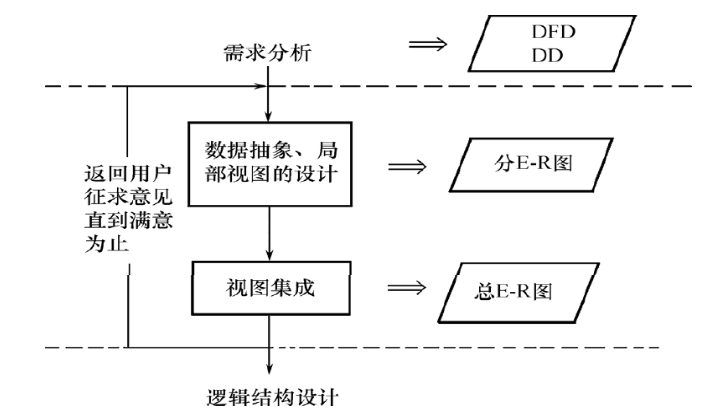 需求分析
DFD
DD
数据抽象、局
部视图的设计
分E-R图
返回用户
征求意见
直到满意
为止
视图集成
总E-R图
逻辑结构设计